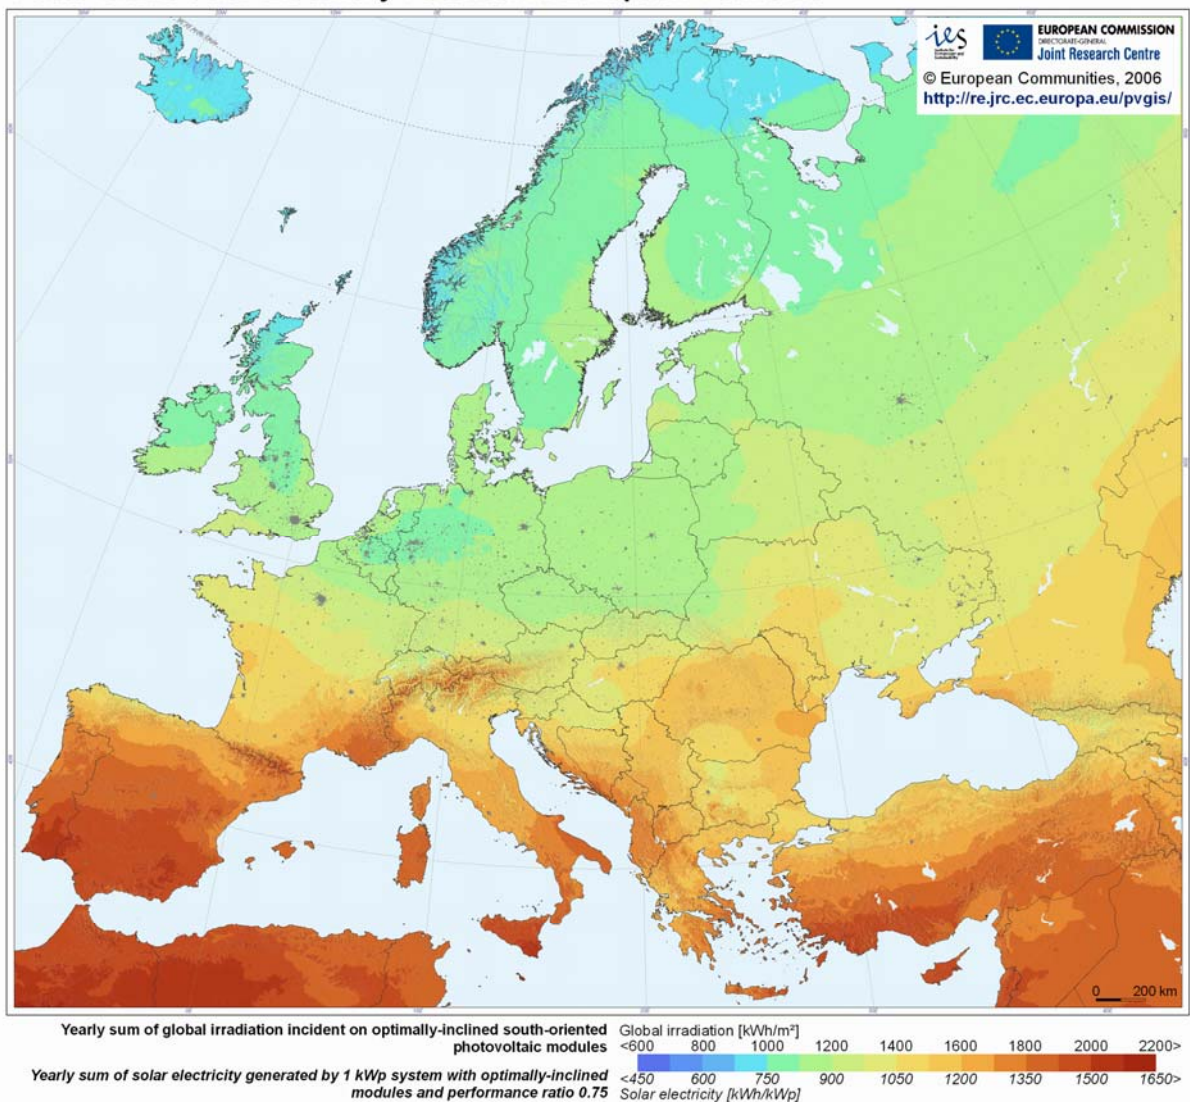 ies
EUROPEAN COMMISSION
DIRECTORATE-GENERAL
Joint Research Centre
© European Communities, 2006
http://re.jrc.ec.europa.eu/pvgis/
0 200 km
Yearly sum of global irradiation incident on optimally-inclined south-oriented
photovoltaic modules
Global irradiation [kWh/m²]
<600 800 1000 1200 1400 1600 1800 2000 2200>
Yearly sum of solar electricity generated by 1 kWp system with optimally-inclined
modules and performance ratio 0.75
<450 600 750 900 1050 1200 1350 1500 1650>
Solar electricity [kWh/kWp]